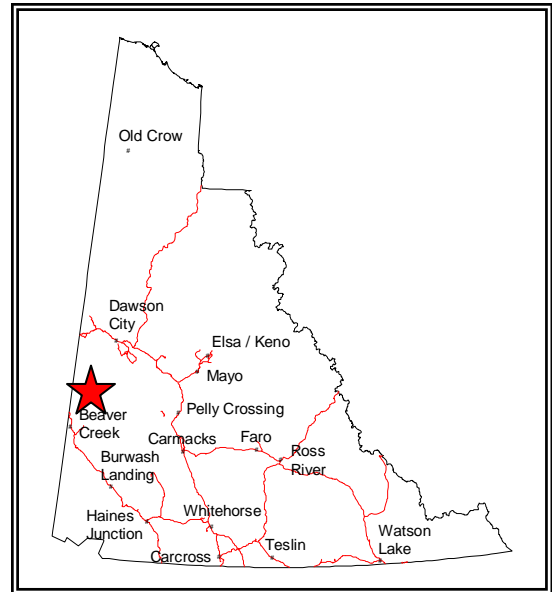 Old Crow
Dawson
City
Elsa / Keno
Mayo
Beaver
Creek
Pelly Crossing
Carmacks
Faro
Ross
River
Burwash
Landing
Haines
Junction
Whitehorse
Carcross
Teslin
Watson
Lake